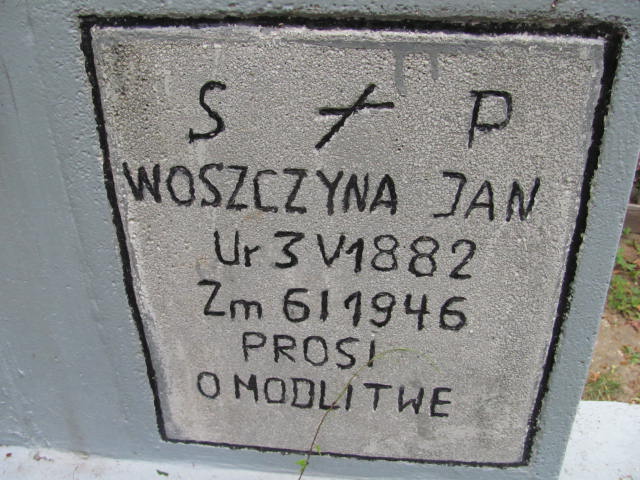 S P
WOSZCZYNA JAN
Ur 3 V 1882
Zm 6 I 1946
PROSI
O MODLITWE